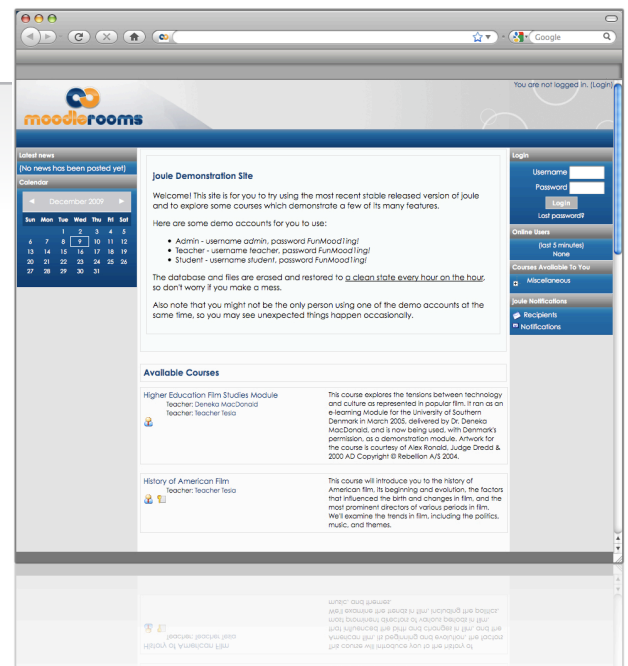 Google
You are not logged in. (Login)
moodlerooms
Latest news
(No news has been posted yet)
Calendar
December 2009
Sun Mon Tue Wed Thu Fri Sat
1 2 3 4 5
6 7 8 9 10 11 12
13 14 15 16 17 18 19
20 21 22 23 24 25 26
27 28 29 30 31
joule Demonstration Site
Welcome! This site is for you to try using the most recent stable released version of joule
and to explore some courses which demonstrate a few of its many features.
Here are some demo accounts for you to use:
Admin - username admin, password FunMood1ing!
Teacher - username teacher, password FunMood1ing!
Student - username student, password FunMood1ing!
The database and files are erased and restored to a clean state every hour on the hour,
so don't worry if you make a mess.
Also note that you might not be the only person using one of the demo accounts at the
same time, so you may see unexpected things happen occasionally.
Available Courses
Higher Education Film Studies Module
Teacher: Deneka MacDonald
Teacher: Teacher Tesla
This course explores the tensions between technology
and culture as represented in popular film. It ran as an
e-learning Module for the University of Southern
Denmark in March 2005, delivered by Dr. Deneka
MacDonald, and is now being used, with Denmark's
permission, as a demonstration module. Artwork for
the course is courtesy of Alex Ronald, Judge Dredd &
2000 AD Copyright © Rebellion A/S 2004.
History of American Film
Teacher: Teacher Tesla
This course will introduce you to the history of
American film, its beginning and evolution, the factors
that influenced the birth and changes in film, and the
most prominent directors of various periods in film.
We'll examine the trends in film, including the politics,
music, and themes.
Login
Username
Password
Login
Lost password?
Online Users
(last 5 minutes)
None
Courses Available To You
Miscellaneous
joule Notifications
Recipients
Notifications